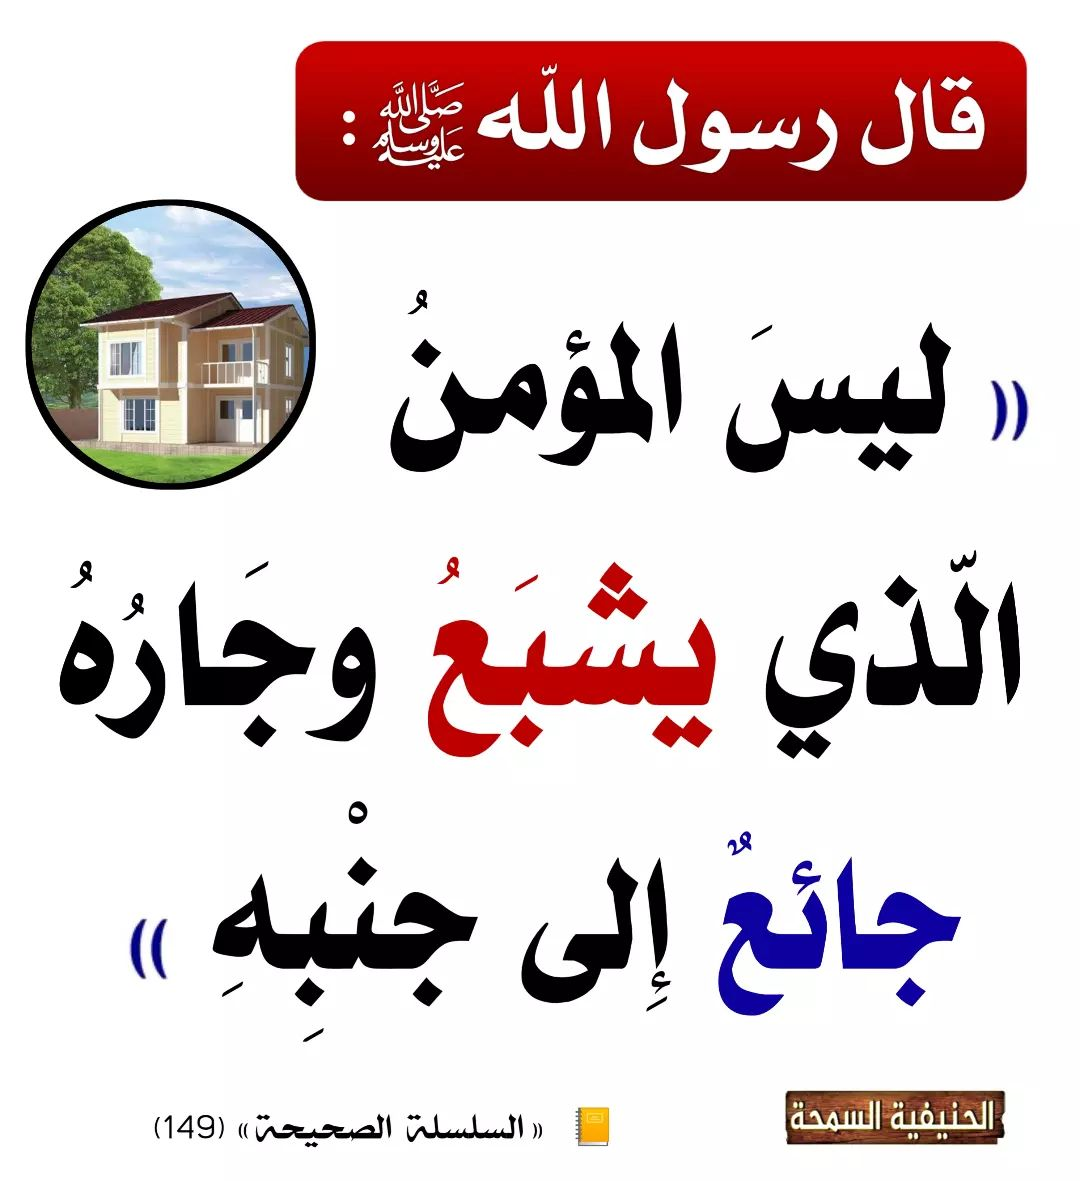 قال رسول الله ﷺ :
(( ليسَ المؤمنُ
الّذي يشبَعُ وجَارُهُ
جائعٌ إِلى جنْبِهِ ))
الحنيفية السمحة
« السلسلة الصحيحة» (149)